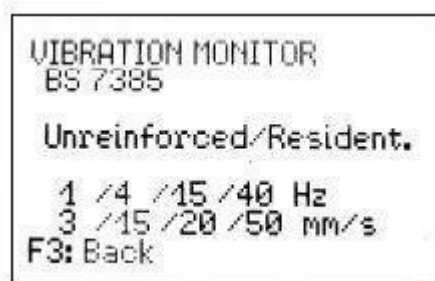 VIBRATION MONITOR
BS 7385
Unreinforced/Resident.
1 /4 /15 /40 Hz
3 /15 /20 /50 mm/s
F3: Back